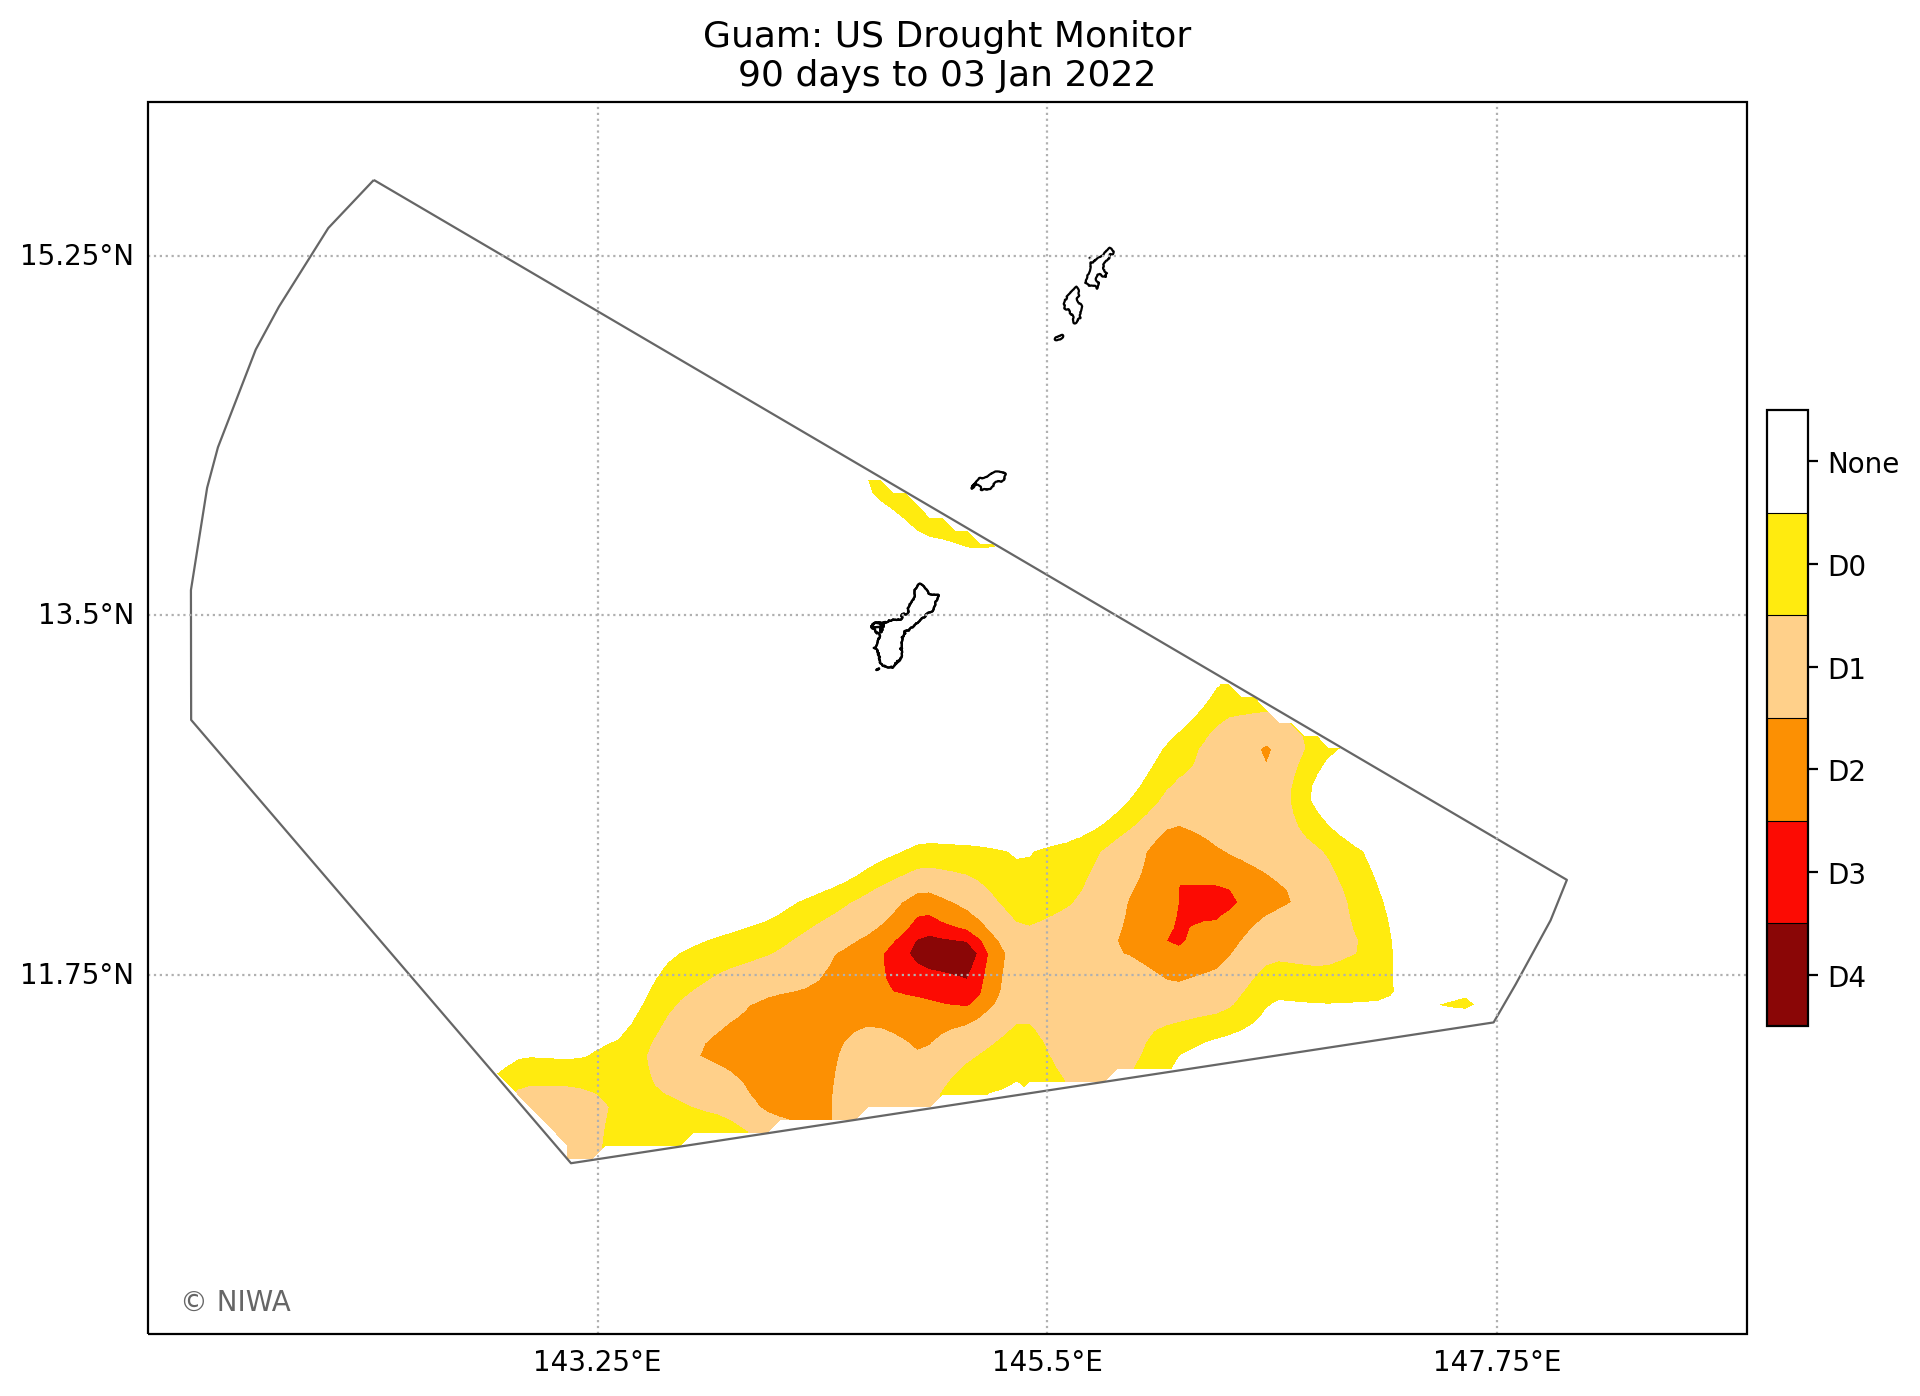 Guam: US Drought Monitor
90 days to 03 Jan 2022
15.25°N
13.5°N
11.75°N
None
D0
D1
D2
D3
D4
© NIWA
143.25°E
145.5°E
147.75°E